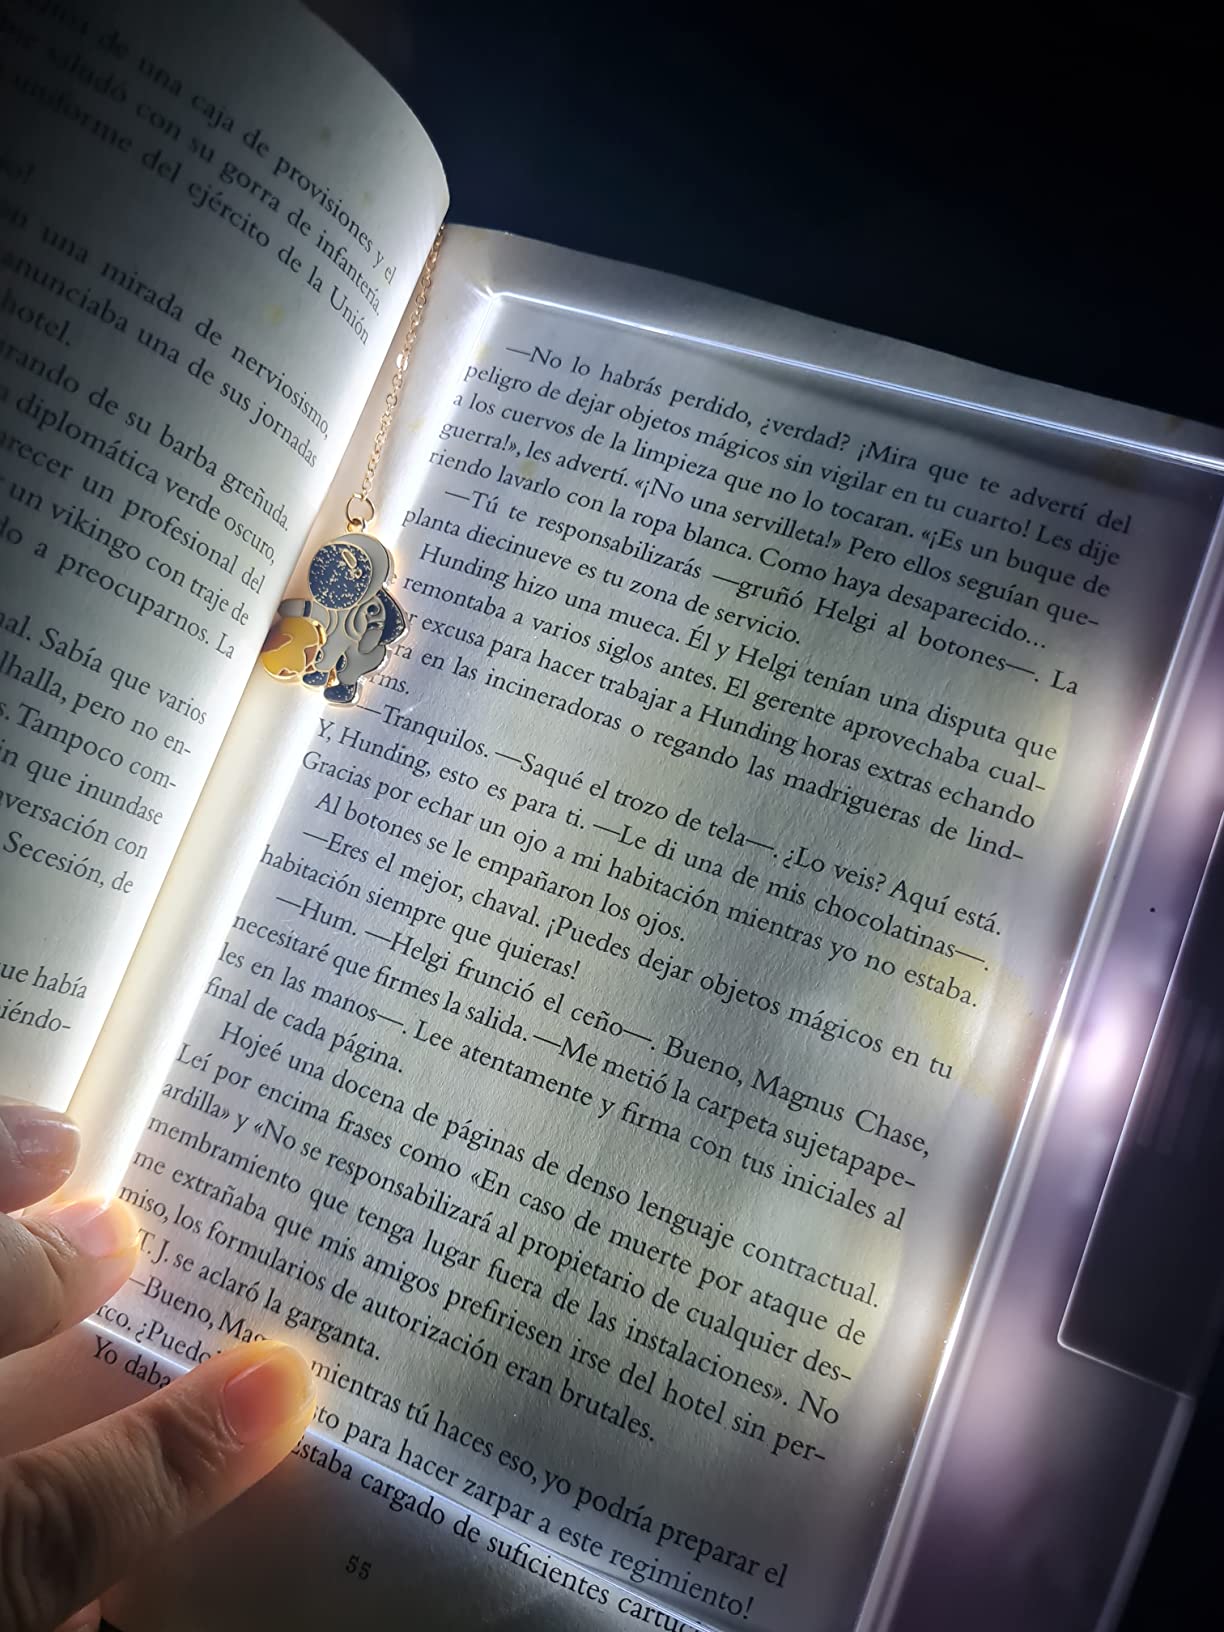 de una caja de provisiones y el
saludó con su gorra de infantería.
uniforme del ejército de la Unión
una mirada de nerviosismo,
anunciaba una de sus jornadas
hotel.
de su barba greñuda.
diplomática verde oscuro,
un profesional del
un vikingo con traje de
a preocuparnos. La
Sabía que varios
pero no en-
Tampoco com-
que inundase
con
Secesión, de
había
—No lo habrás perdido, ¿verdad? ¡Mira que te advertí del
peligro de dejar objetos mágicos sin vigilar en tu cuarto! Les dije
a los cuervos de la limpieza que no lo tocaran. «¡Es un buque de
guerra!», les advertí. «¡No una servilleta!» Pero ellos seguían que-
riendo lavarlo con la ropa blanca. Como haya desaparecido...
—Tú te responsabilizarás —gruñó Helgi al botones—. La
planta diecinueve es tu zona de servicio.
Hunding hizo una mueca. Él y Helgi tenían una disputa que
remontaba a varios siglos antes. El gerente aprovechaba cual-
excusa para hacer trabajar a Hunding horas extras echando
en las incineradoras o regando las madrigueras de lind-
rms.
—Tranquilos. —Saqué el trozo de tela—. ¿Lo veis? Aquí está.
Y, Hunding, esto es para ti. —Le di una de mis chocolatinas—.
Gracias por echar un ojo a mi habitación mientras yo no estaba.
Al botones se le empañaron los ojos.
—Eres el mejor, chaval. ¡Puedes dejar objetos mágicos en tu
habitación siempre que quieras!
—Hum. —Helgi frunció el ceño—. Bueno, Magnus Chase,
necesitaré que firmes la salida. —Me metió la carpeta sujetapape-
les en las manos—. Lee atentamente y firma con tus iniciales al
final de cada página.
Hojeé una docena de páginas de denso lenguaje contractual.
Leí por encima frases como «En caso de muerte por ataque de
ardilla» y «No se responsabilizará al propietario de cualquier des-
membramiento que tenga lugar fuera de las instalaciones». No
me extrañaba que mis amigos prefiriesen irse del hotel sin per-
miso, los formularios de autorización eran brutales.
T. J. se aclaró la garganta.
—Bueno, mientras tú haces eso, yo podría preparar el
¿Puedo para hacer zarpar a este regimiento!
Yo daba Estaba cargado de suficientes
55